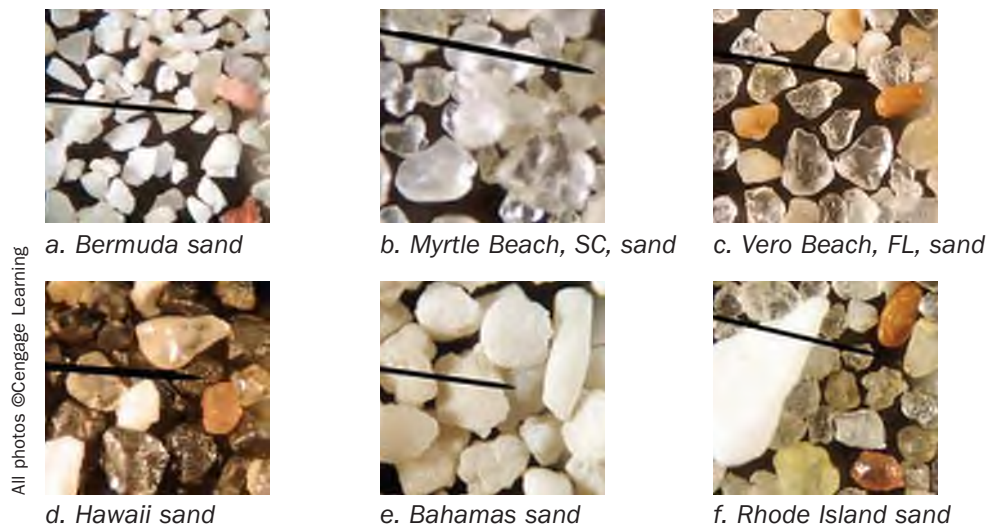 All photos ©Cengage Learning
a. Bermuda sand
b. Myrtle Beach, SC, sand
c. Vero Beach, FL, sand
d. Hawaii sand
e. Bahamas sand
f. Rhode Island sand